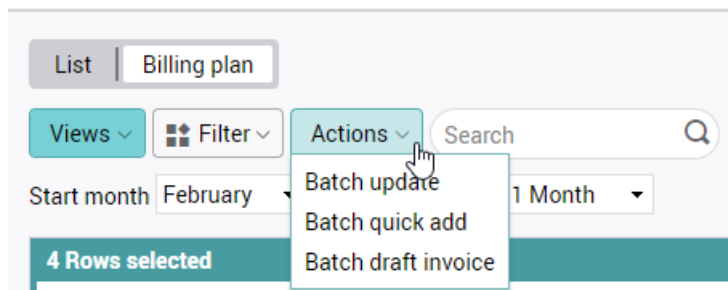 List Billing plan
Views Filter Actions Search
Start month February 1 Month
Batch update
Batch quick add
Batch draft invoice
4 Rows selected